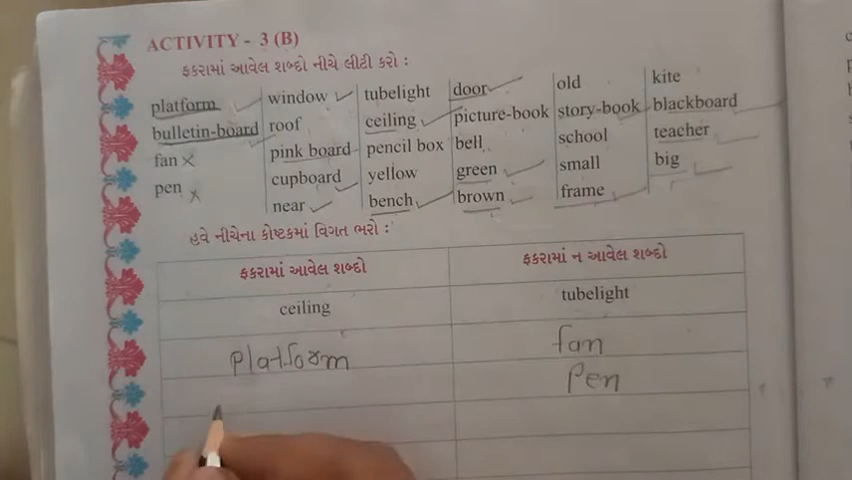 ACTIVITY - 3 (B)
ફકરામાં આવેલ શબ્દો નીચે લીટી કરો :
platform window tubelight door old kite
bulletin-board roof ceiling picture-book story-book blackboard
fan pink board pencil box bell school teacher
pen cupboard yellow green small big
near bench brown frame
હવે નીચેના કોષ્ટકમાં વિગત ભરો :
ફકરામાં આવેલ શબ્દો ફકરામાં ન આવેલ શબ્દો
ceiling tubelight
platform fan
Pen